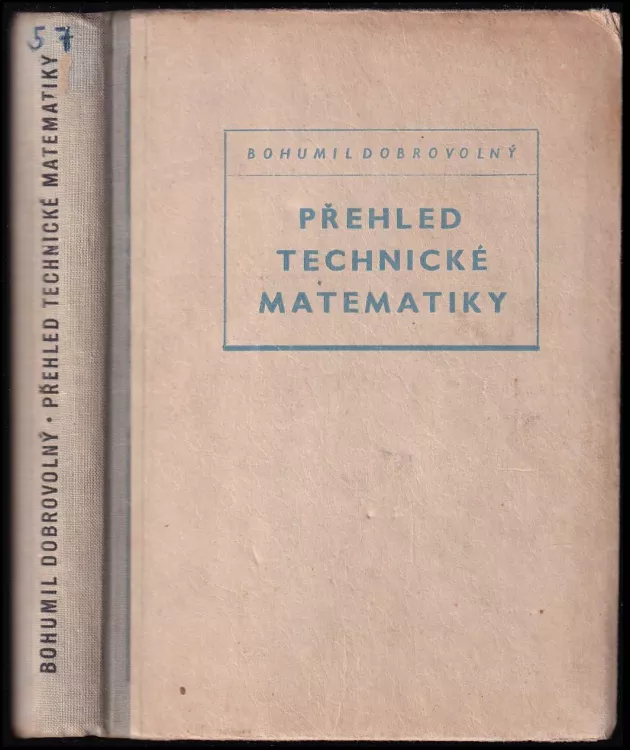 57
BOHUMIL DOBROVOLNÝ • PŘEHLED TECHNICKÉ MATEMATIKY
BOHUMIL DOBROVOLNÝ
PŘEHLED
TECHNICKÉ
MATEMATIKY